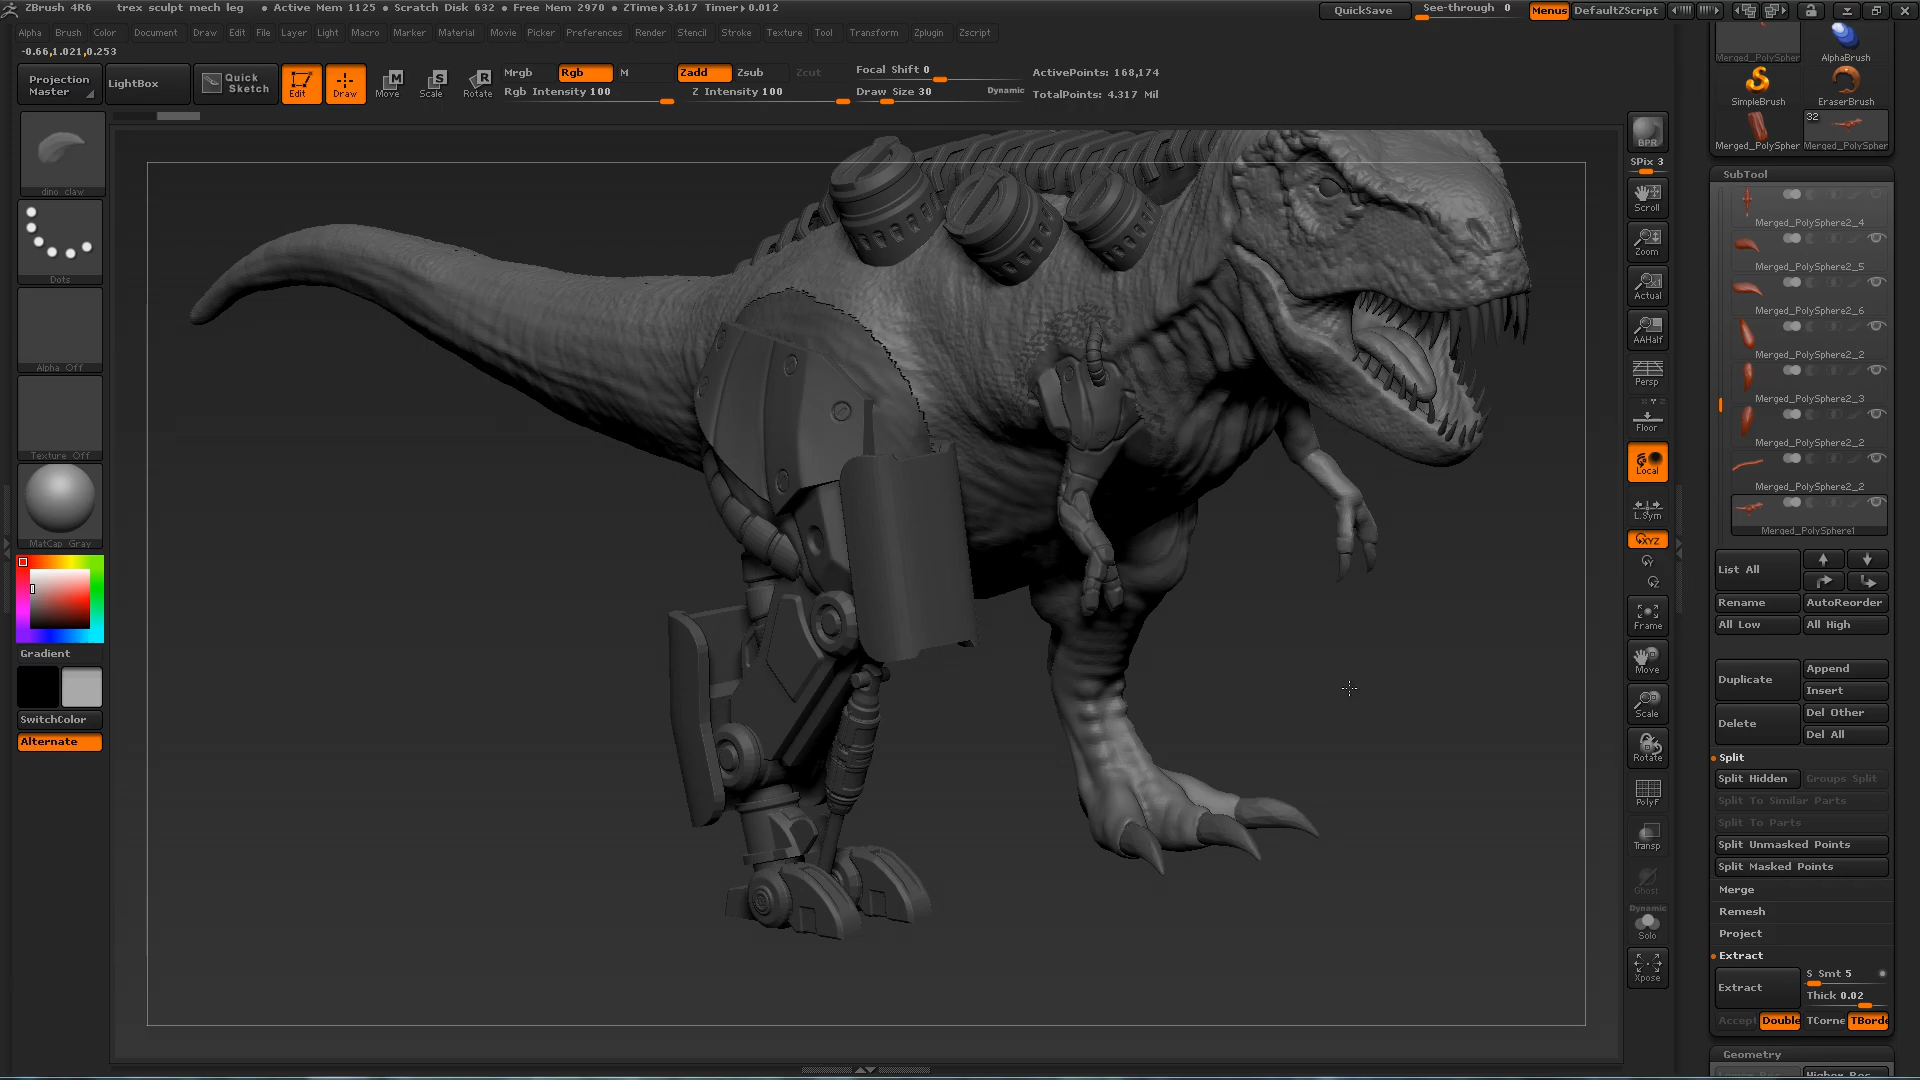 ZBrush 4R6 trex sculpt mech leg • Active Mem 1125 • Scratch Disk 632 • Free Mem 2970 • ZTime▸3.617 Timer▸0.012
QuickSave
See-through 0
Menus
DefaultZScript
Alpha Brush Color Document Draw Edit File Layer Light Macro Marker Material Movie Picker Preferences Render Stencil Stroke Texture Tool Transform Zplugin Zscript
-0.66,1.021,0.253
Projection Master
LightBox
Quick Sketch
Edit
Draw
Move
Scale
Rotate
Mrgb Rgb M
Rgb Intensity 100
Zadd Zsub Zcut
Z Intensity 100
Focal Shift 0
Draw Size 30
Dynamic
ActivePoints: 168,174
TotalPoints: 4.317 Mil
dino_claw
Dots
Alpha Off
Texture Off
MatCap Gray
Gradient
SwitchColor
Alternate
BPR
SPix 3
Scroll
Zoom
Actual
AAHalf
Persp
Floor
Local
L.Sym
XYZ
Frame
Move
Scale
Rotate
PolyF
Transp
Ghost
Dynamic
Solo
Xpose
Merged_PolySpher
AlphaBrush
SimpleBrush
EraserBrush
32
Merged_PolySpher
Merged_PolySpher
SubTool
Merged_PolySphere2_4
Merged_PolySphere2_5
Merged_PolySphere2_6
Merged_PolySphere2_2
Merged_PolySphere2_3
Merged_PolySphere2_2
Merged_PolySphere2_2
Merged_PolySphere1
List All
Rename
AutoReorder
All Low
All High
Duplicate
Append
Insert
Delete
Del Other
Del All
Split
Split Hidden
Groups Split
Split To Similar Parts
Split To Parts
Split Unmasked Points
Split Masked Points
Merge
Remesh
Project
Extract
Extract
S Smt 5
Thick 0.02
Accept
Double
TCorne
TBorde
Geometry